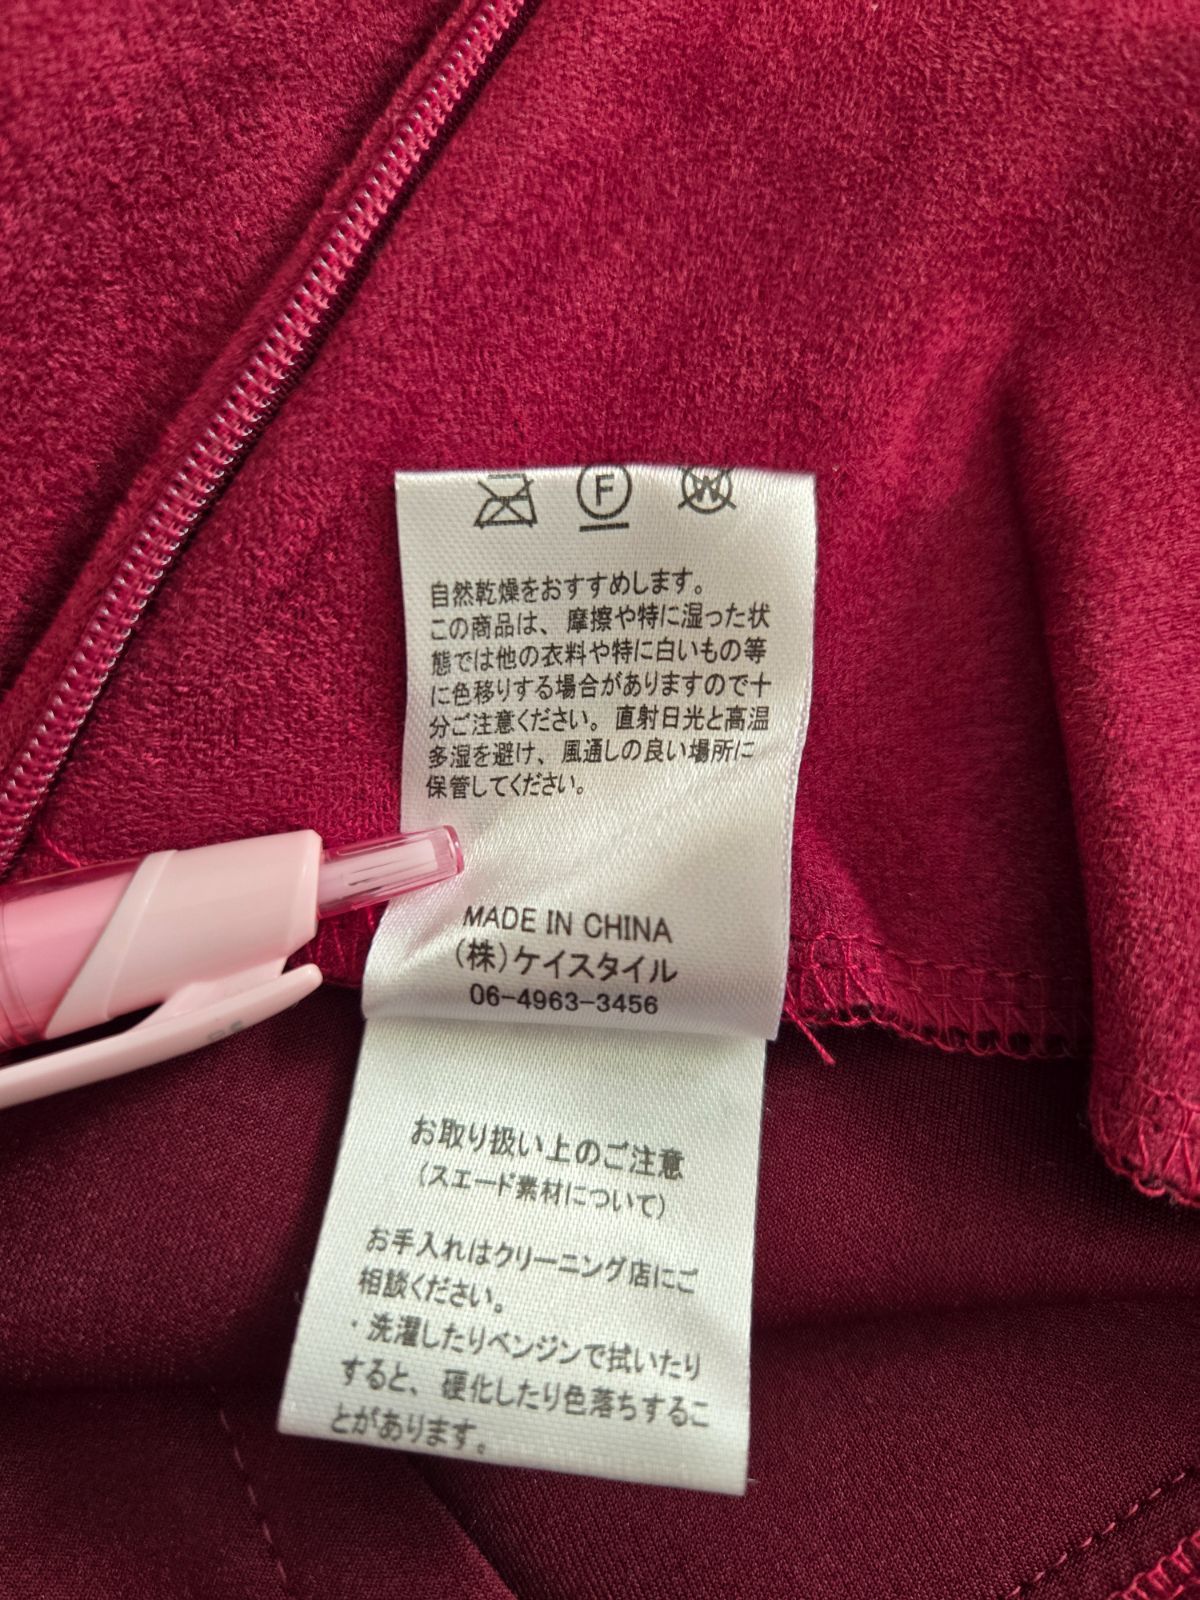 F W
自然乾燥をおすすめします。
この商品は、摩擦や特に湿った状
態では他の衣料や特に白いもの等
に色移りする場合がありますので十
分ご注意ください。直射日光と高温
多湿を避け、風通しの良い場所に
保管してください。
MADE IN CHINA
(株)ケイスタイル
06-4963-3456
お取り扱い上のご注意
(スエード素材について)
お手入れはクリーニング店にご
相談ください。
・洗濯したりベンジンで拭いたり
すると、硬化したり色落ちするこ
とがあります。